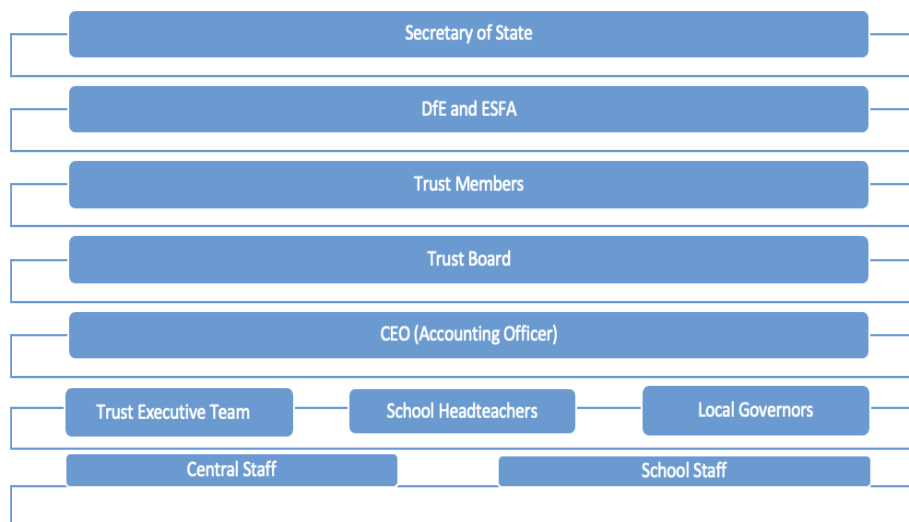 Secretary of State
DfE and ESFA
Trust Members
Trust Board
CEO (Accounting Officer)
Trust Executive Team
School Headteachers
Local Governors
Central Staff
School Staff